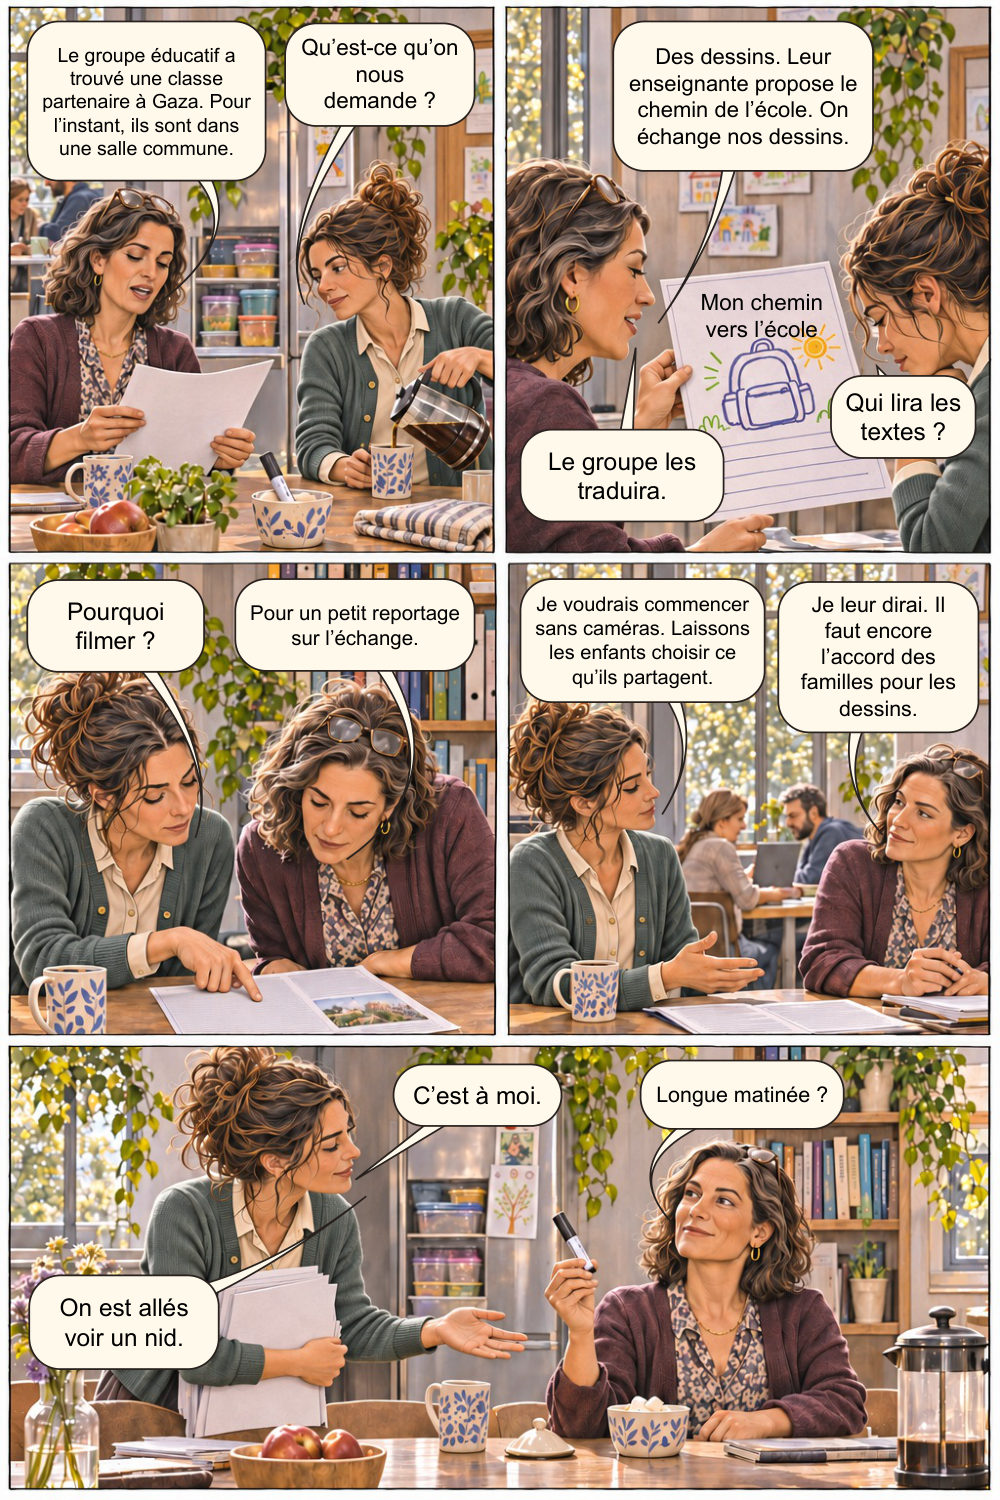 Le groupe éducatif a
trouvé une classe
partenaire à Gaza. Pour
l'instant, ils sont dans
une salle commune.
Qu'est-ce qu'on
nous
demande ?
Des dessins. Leur
enseignante propose le
chemin de l'école. On
échange nos dessins.
Mon chemin
vers l'école
Qui lira les
textes ?
Le groupe les
traduira.
Pourquoi
filmer ?
Pour un petit reportage
sur l'échange.
Je voudrais commencer
sans caméras. Laissons
les enfants choisir ce
qu'ils partagent.
Je leur dirai. Il
faut encore
l'accord des
familles pour les
dessins.
C'est à moi.
Longue matinée ?
On est allés
voir un nid.